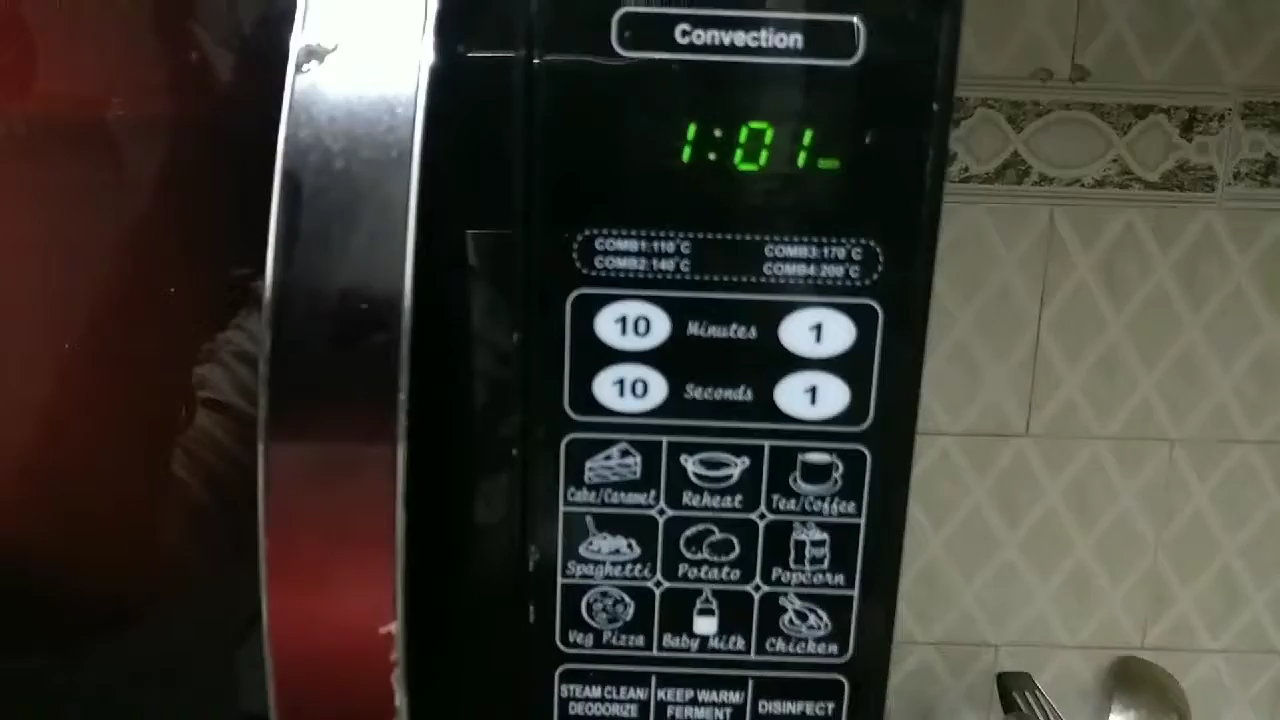 Convection
1:01
COMB1:110°C COMB3:170°C
COMB2:140°C COMB4:200°C
10 Minutes 1
10 Seconds 1
Cake/Caramel Reheat Tea/Coffee
Spaghetti Potato Popcorn
Veg Pizza Baby Milk Chicken
STEAM CLEAN/ KEEP WARM/ DISINFECT
DEODORIZE FERMENT